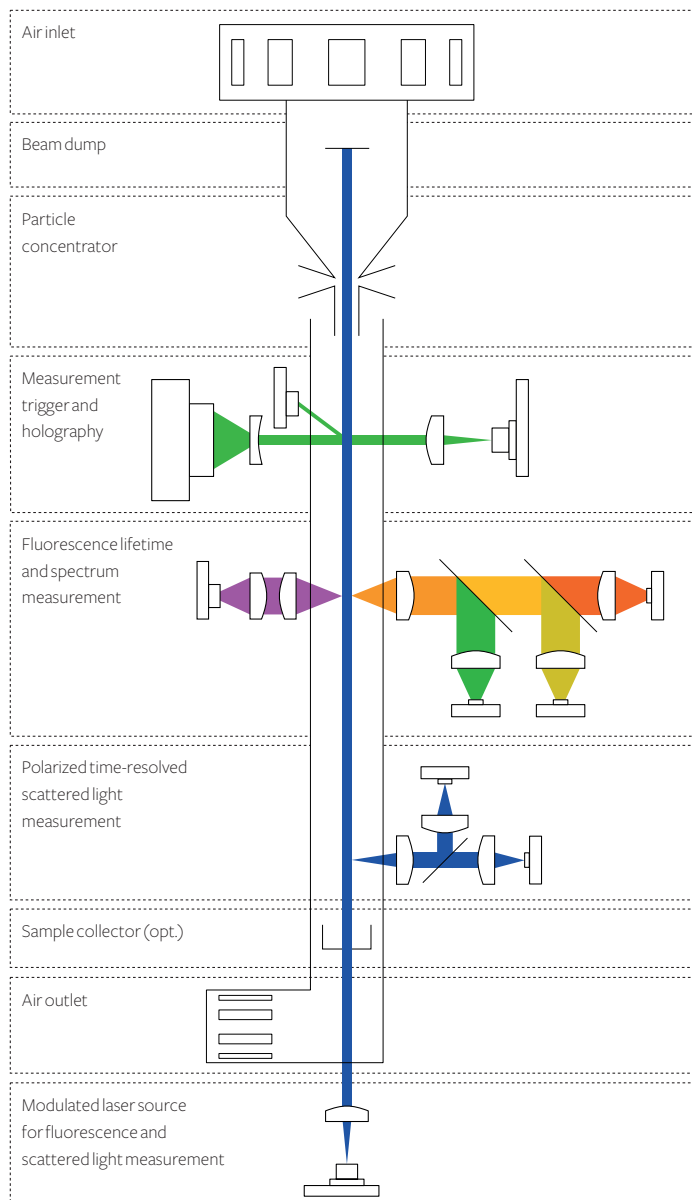 Air inlet
Beam dump
Particle
concentrator
Measurement
trigger and
holography
Fluorescence lifetime
and spectrum
measurement
Polarized time-resolved
scattered light
measurement
Sample collector (opt.)
Air outlet
Modulated laser source
for fluorescence and
scattered light measurement